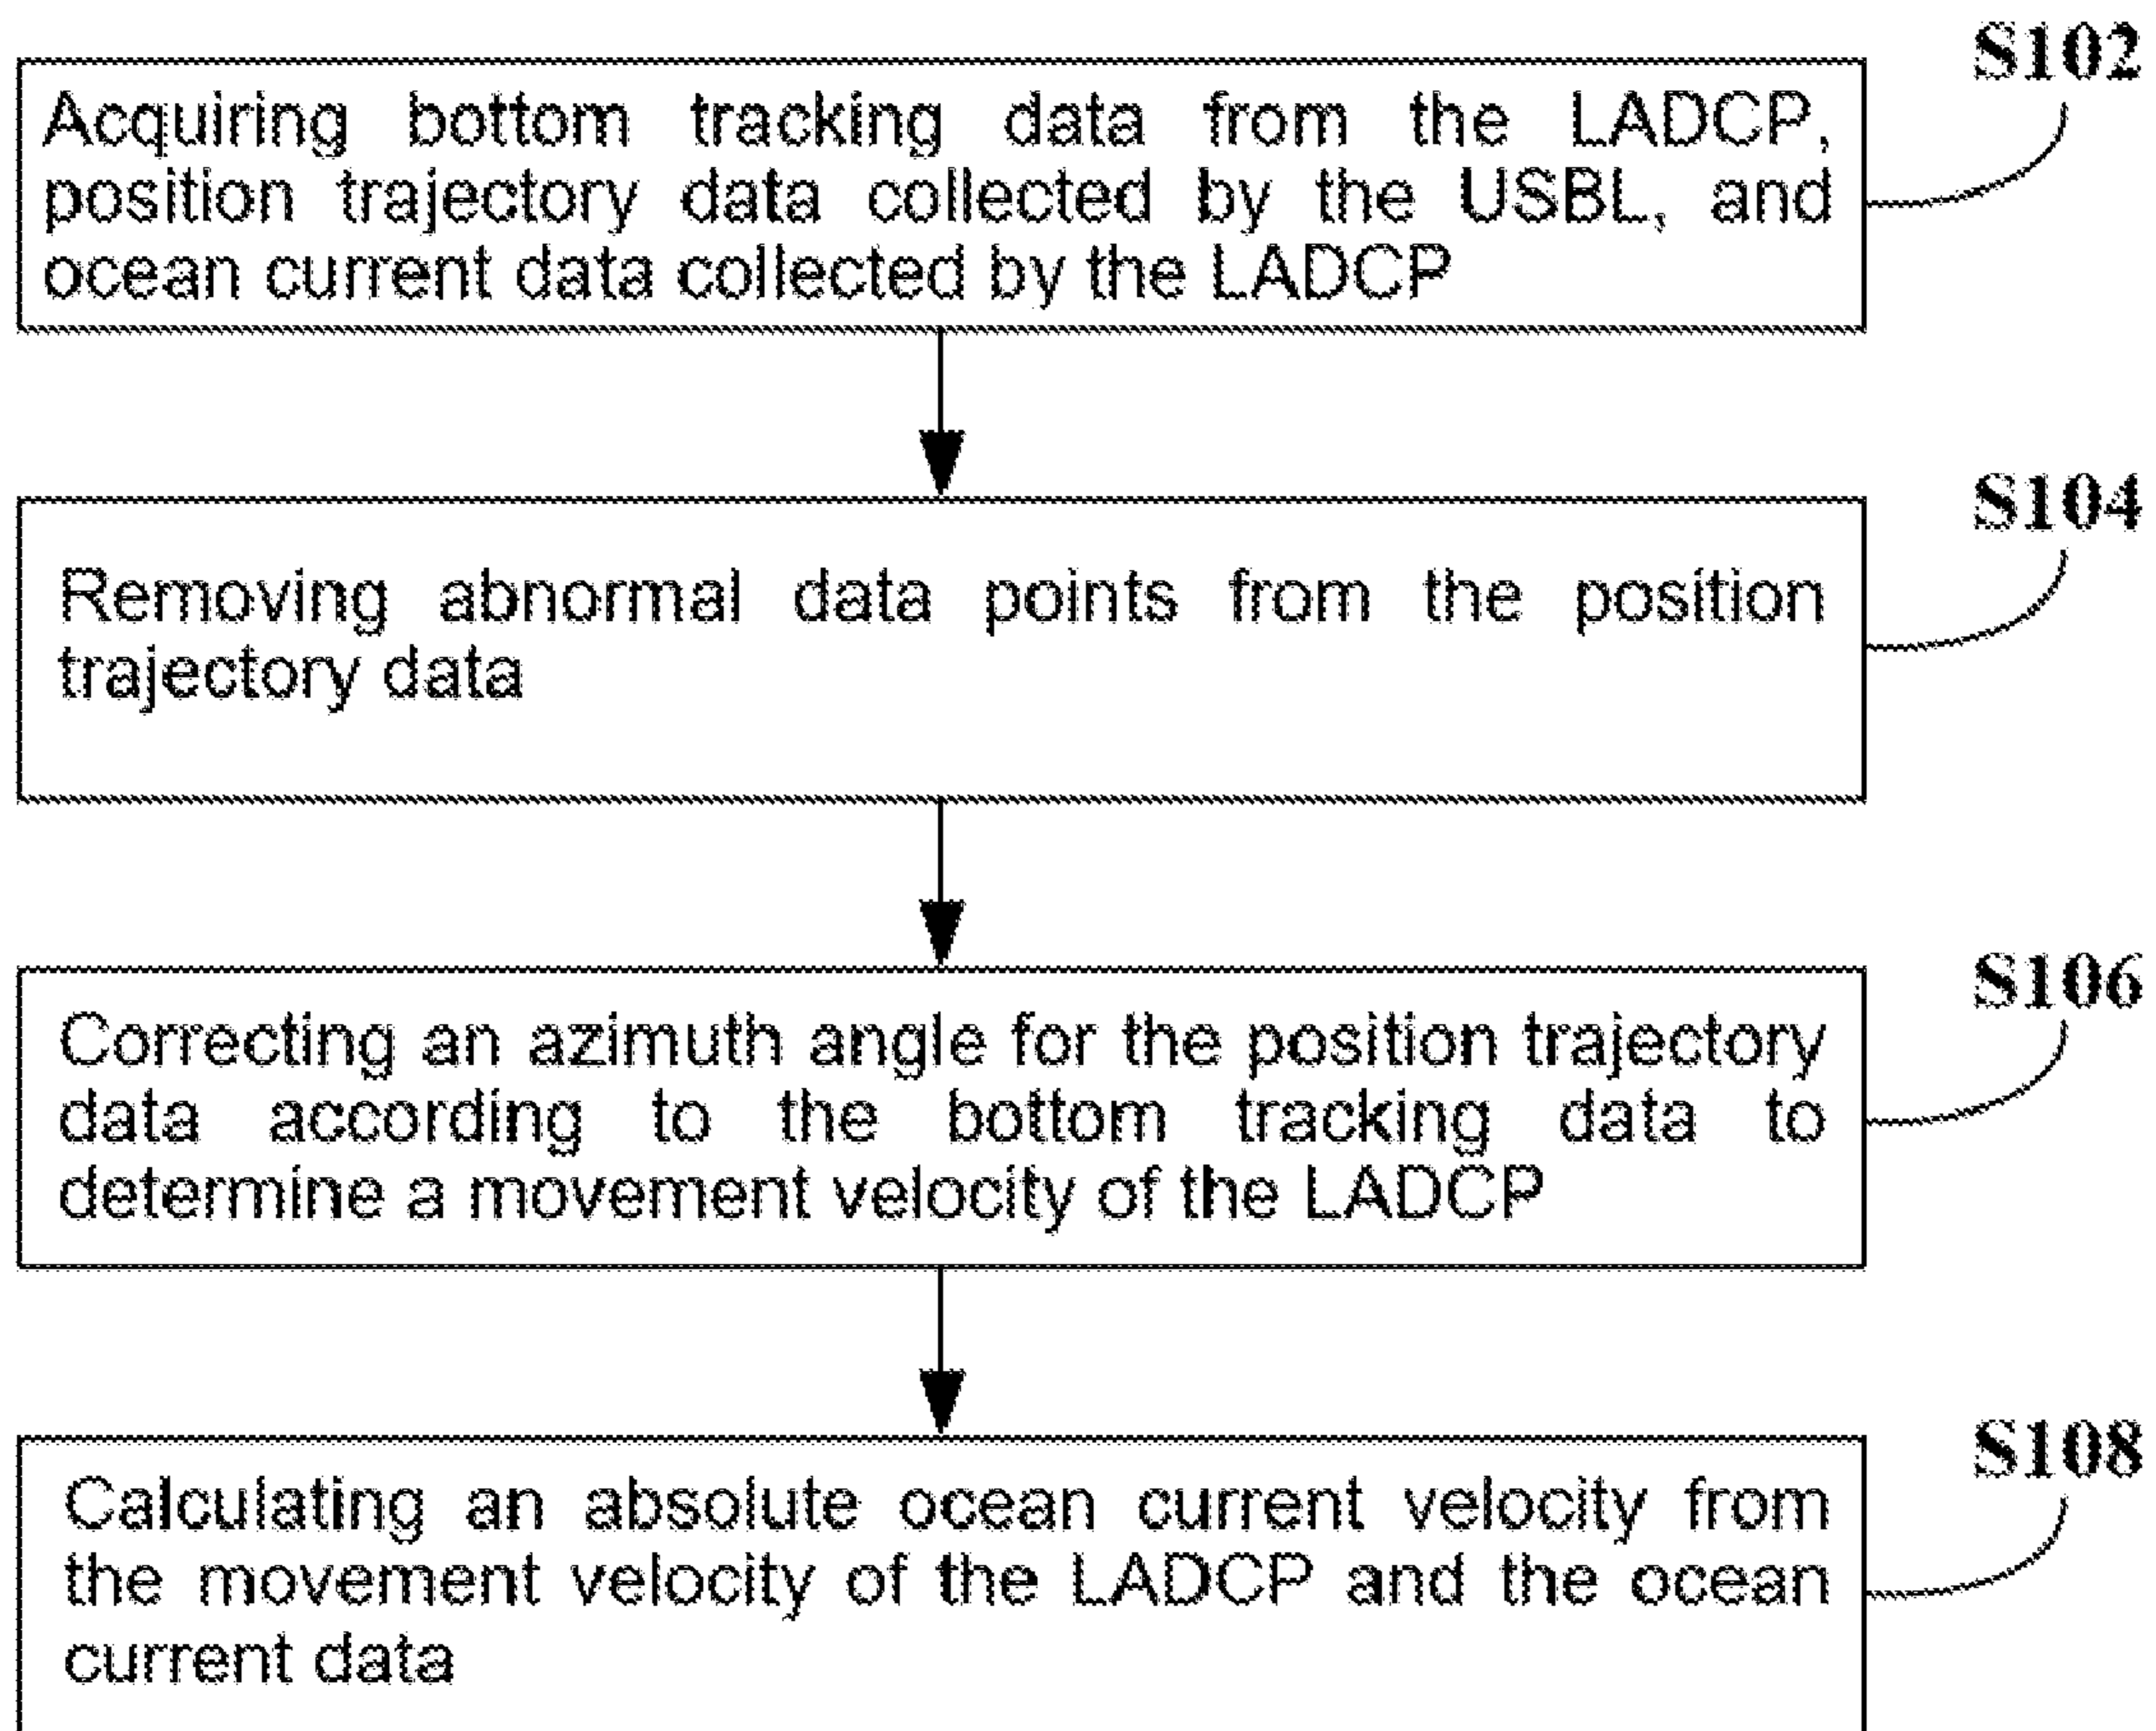 S102
Acquiring bottom tracking data from the LADCP,
position trajectory data collected by the USBL, and
ocean current data collected by the LADCP
S104
Removing abnormal data points from the position
trajectory data
S106
Correcting an azimuth angle for the position trajectory
data according to the bottom tracking data to
determine a movement velocity of the LADCP
S108
Calculating an absolute ocean current velocity from
the movement velocity of the LADCP and the ocean
current data